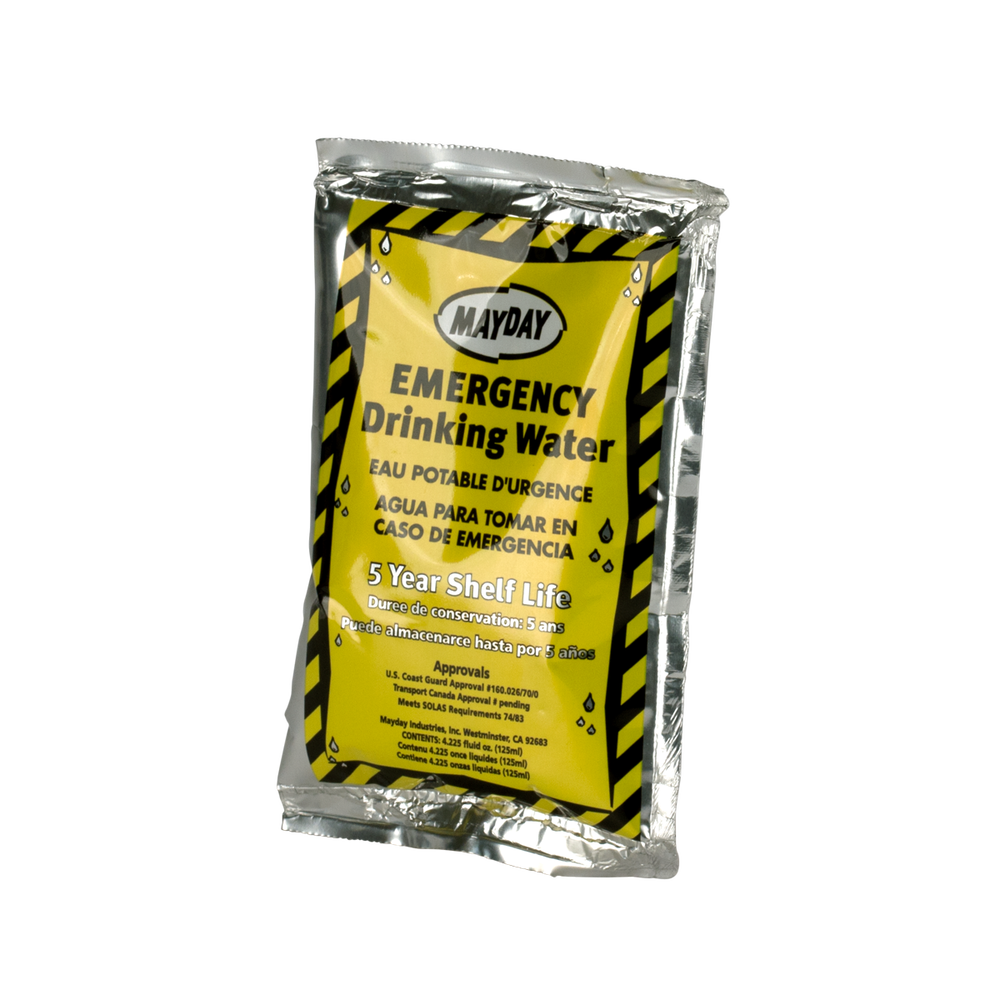 MAYDAY
EMERGENCY
Drinking Water
EAU POTABLE D'URGENCE
AGUA PARA TOMAR EN
CASO DE EMERGENCIA
5 Year Shelf Life
Duree de conservation: 5 ans
Puede almacenarce hasta por 5 años
Approvals
U.S. Coast Guard Approval #160.026/70/0
Transport Canada Approval # pending
Meets SOLAS Requirements 74/83
Mayday Industries, Inc. Westminster, CA 92683
CONTENTS: 4.225 fluid oz. (125ml)
Contenu 4.225 once liquides (125ml)
Contiene 4.225 onzas liquidas (125ml)